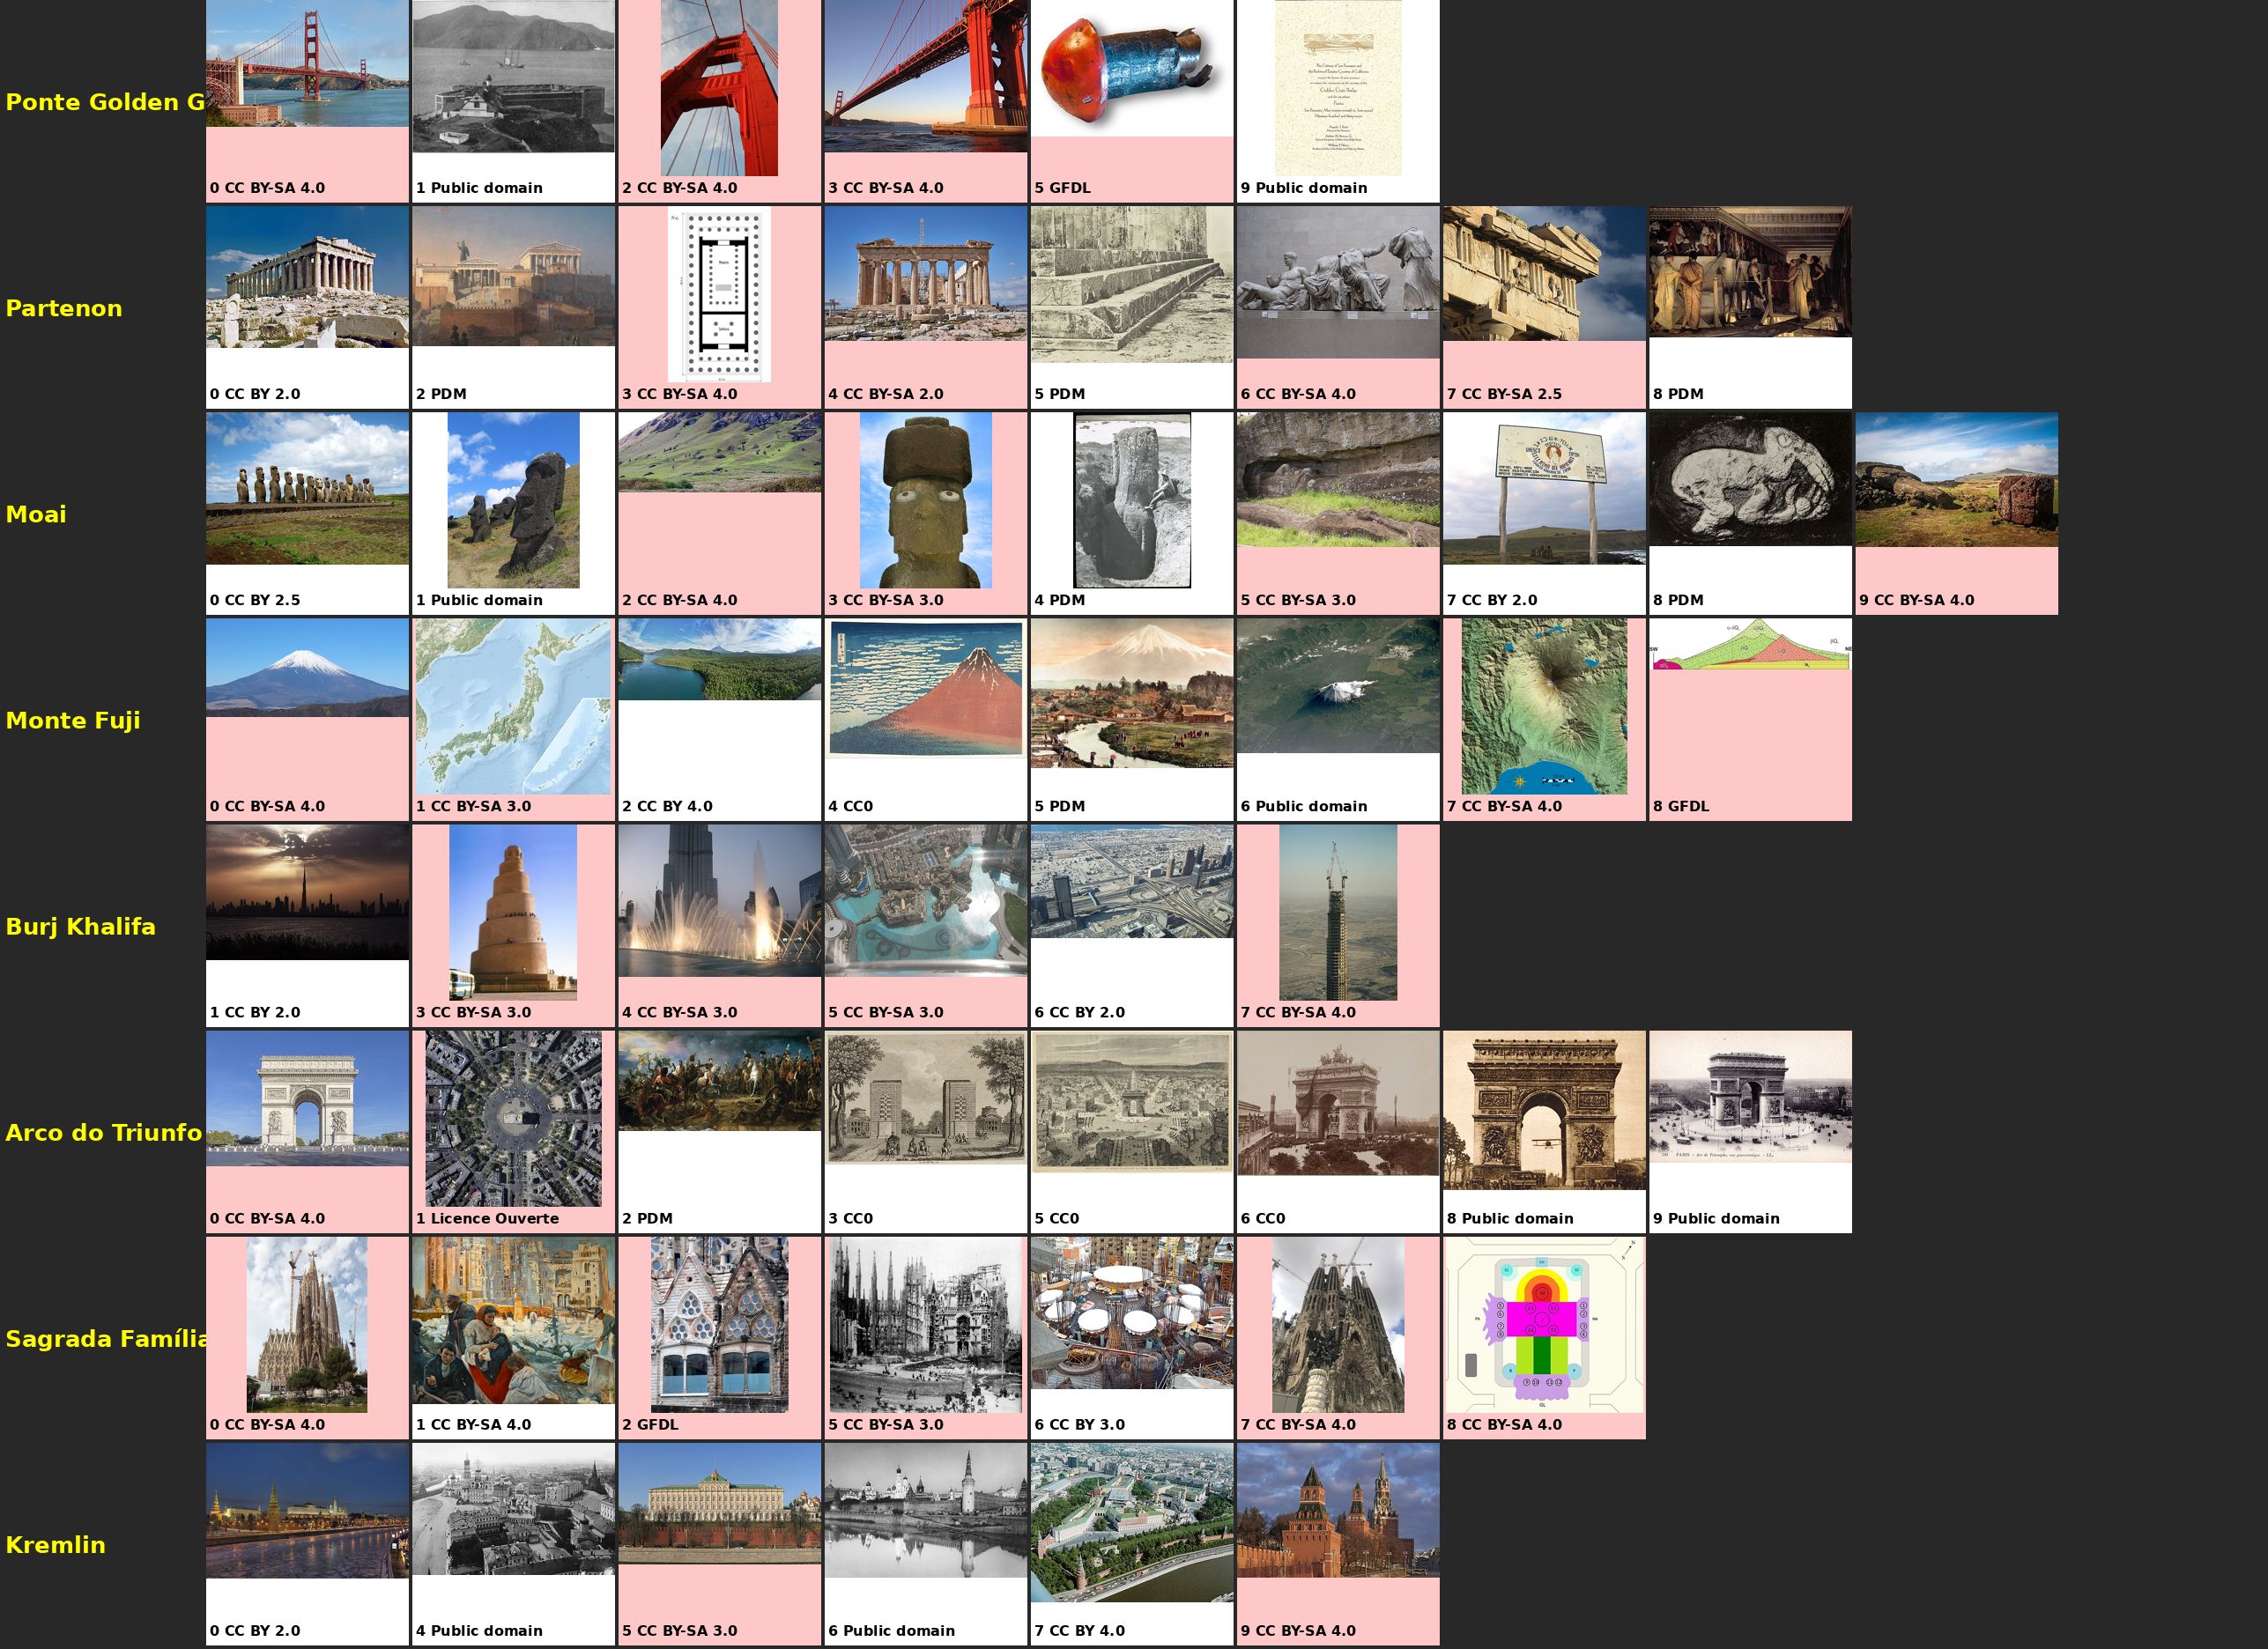 Ponte Golden G
0 CC BY-SA 4.0
1 Public domain
2 CC BY-SA 4.0
3 CC BY-SA 4.0
5 GFDL
9 Public domain
Partenon
0 CC BY 2.0
2 PDM
3 CC BY-SA 4.0
4 CC BY-SA 2.0
5 PDM
6 CC BY-SA 4.0
7 CC BY-SA 2.5
8 PDM
Moai
0 CC BY 2.5
1 Public domain
2 CC BY-SA 4.0
3 CC BY-SA 3.0
4 PDM
5 CC BY-SA 3.0
7 CC BY 2.0
8 PDM
9 CC BY-SA 4.0
SW
NE
Monte Fuji
0 CC BY-SA 4.0
1 CC BY-SA 3.0
2 CC BY 4.0
4 CC0
5 PDM
6 Public domain
7 CC BY-SA 4.0
8 GFDL
Burj Khalifa
1 CC BY 2.0
3 CC BY-SA 3.0
4 CC BY-SA 3.0
5 CC BY-SA 3.0
6 CC BY 2.0
7 CC BY-SA 4.0
Arco do Triunfo
0 CC BY-SA 4.0
1 Licence Ouverte
2 PDM
3 CC0
5 CC0
6 CC0
8 Public domain
9 Public domain
Sagrada Família
0 CC BY-SA 4.0
1 CC BY-SA 4.0
2 GFDL
5 CC BY-SA 3.0
6 CC BY 3.0
7 CC BY-SA 4.0
8 CC BY-SA 4.0
Kremlin
0 CC BY 2.0
4 Public domain
5 CC BY-SA 3.0
6 Public domain
7 CC BY 4.0
9 CC BY-SA 4.0